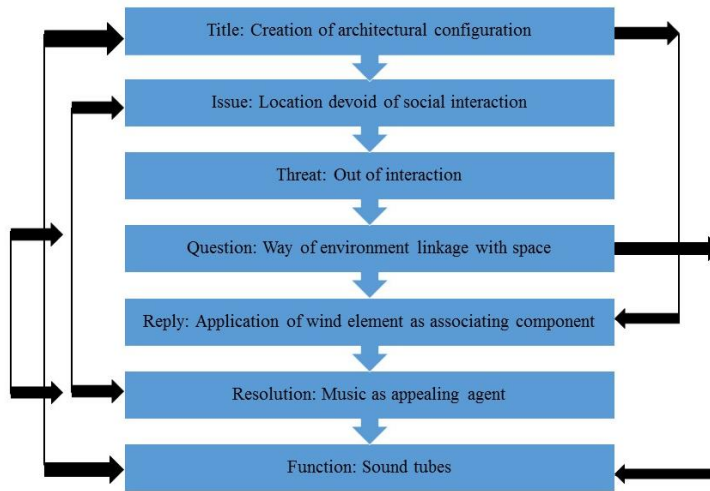 Title: Creation of architectural configuration
Issue: Location devoid of social interaction
Threat: Out of interaction
Question: Way of environment linkage with space
Reply: Application of wind element as associating component
Resolution: Music as appealing agent
Function: Sound tubes